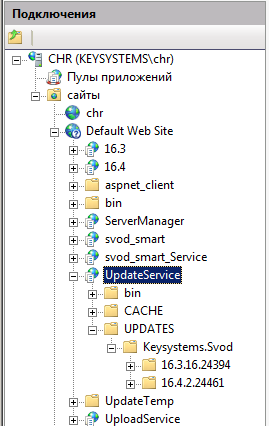 Подключения
CHR (KEYSYSTEMS\chr)
Пулы приложений
сайты
chr
Default Web Site
16.3
16.4
aspnet_client
bin
ServerManager
svod_smart
svod_smart_Service
UpdateService
bin
CACHE
UPDATES
Keysystems.Svod
16.3.16.24394
16.4.2.24461
UpdateTemp
UploadService